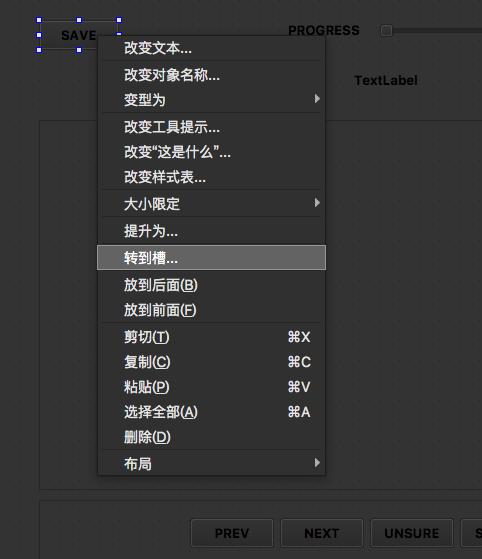 SAVE
PROGRESS
TextLabel
改变文本...
改变对象名称...
变型为
改变工具提示...
改变“这是什么”...
改变样式表...
大小限定
提升为...
转到槽...
放到后面(B)
放到前面(F)
剪切(T) ⌘X
复制(C) ⌘C
粘贴(P) ⌘V
选择全部(A) ⌘A
删除(D)
布局
PREV NEXT UNSURE S